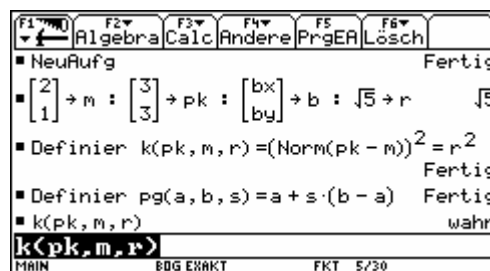 F1 F2 F3 F4 F5 F6
Algebra Calc Andere PrgEA Lösch
NeuAufg Fertig
[2 1] → m : [3 3] → pk : [bx by] → b : √5 → r √5
Definier k(pk,m,r)=(Norm(pk-m))²=r²
Fertig
Definier pg(a,b,s)=a+s·(b-a) Fertig
k(pk,m,r) wahr
k(pk,m,r)
MAIN BOG EXAKT FKT 5/30